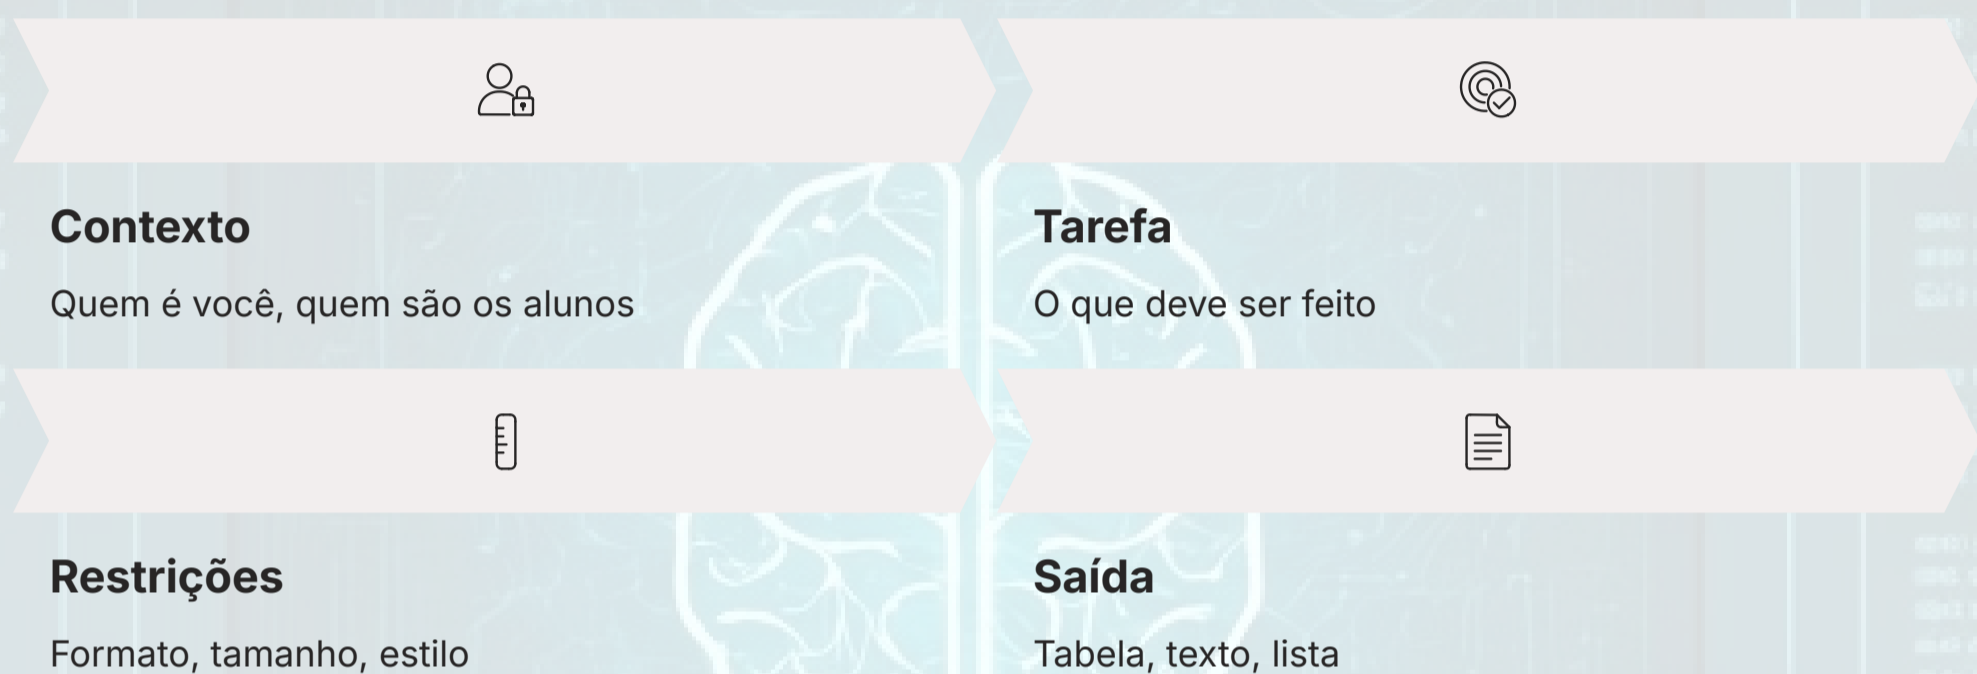 Contexto
Quem é você, quem são os alunos
Tarefa
O que deve ser feito
Restrições
Formato, tamanho, estilo
Saída
Tabela, texto, lista